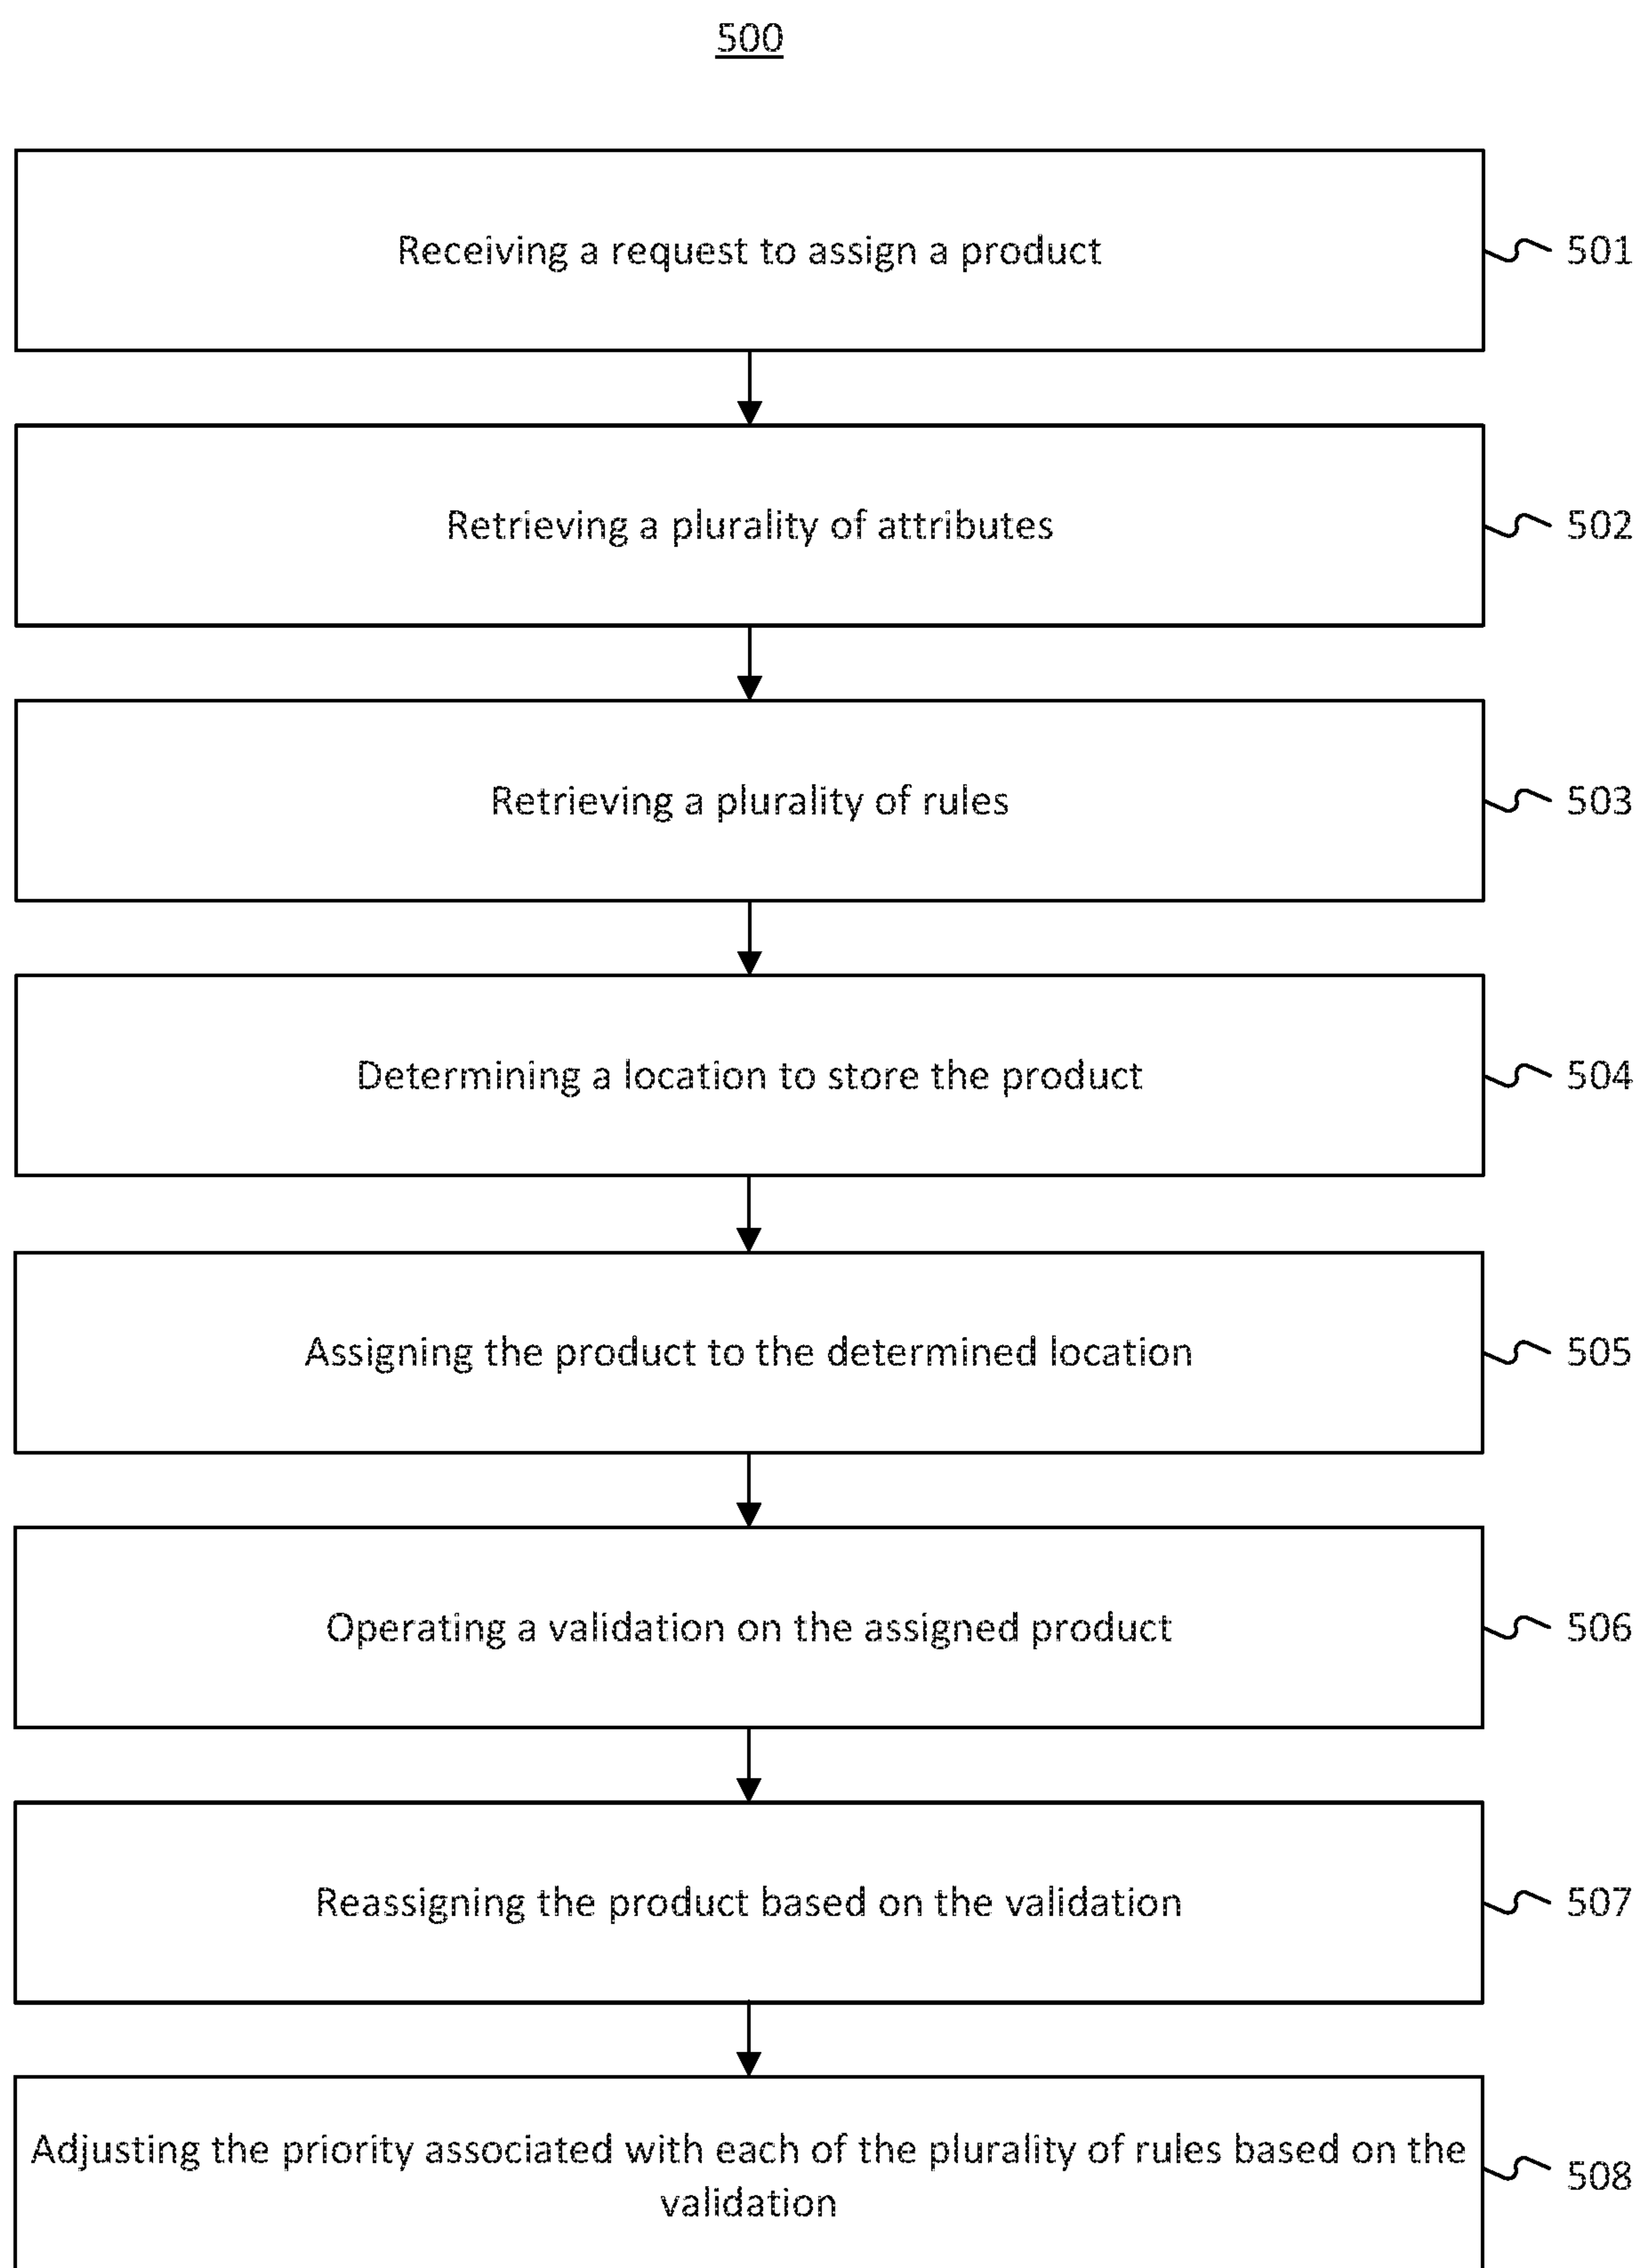 500
Receiving a request to assign a product
501
Retrieving a plurality of attributes
502
Retrieving a plurality of rules
503
Determining a location to store the product
504
Assigning the product to the determined location
505
Operating a validation on the assigned product
506
Reassigning the product based on the validation
507
Adjusting the priority associated with each of the plurality of rules based on the
validation
508